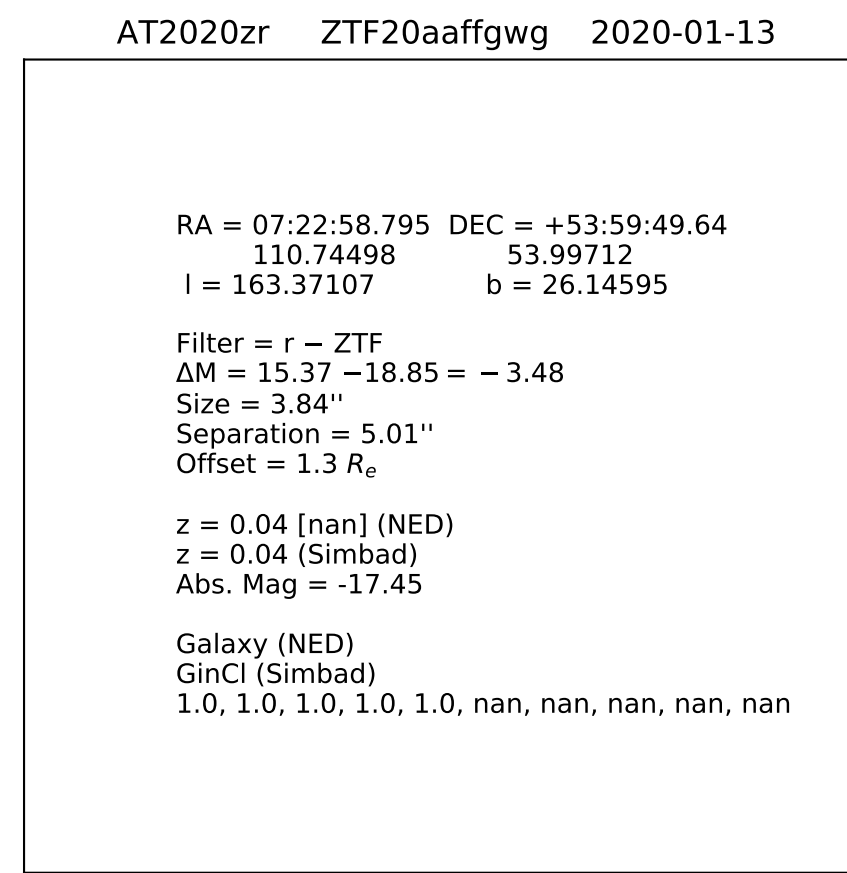 AT2020zr ZTF20aaffgwg 2020-01-13
RA = 07:22:58.795 DEC = +53:59:49.64
110.74498 53.99712
l = 163.37107 b = 26.14595
Filter = r − ZTF
ΔM = 15.37 −18.85 = − 3.48
Size = 3.84''
Separation = 5.01''
Offset = 1.3 Re
z = 0.04 [nan] (NED)
z = 0.04 (Simbad)
Abs. Mag = -17.45
Galaxy (NED)
GinCl (Simbad)
1.0, 1.0, 1.0, 1.0, 1.0, nan, nan, nan, nan, nan